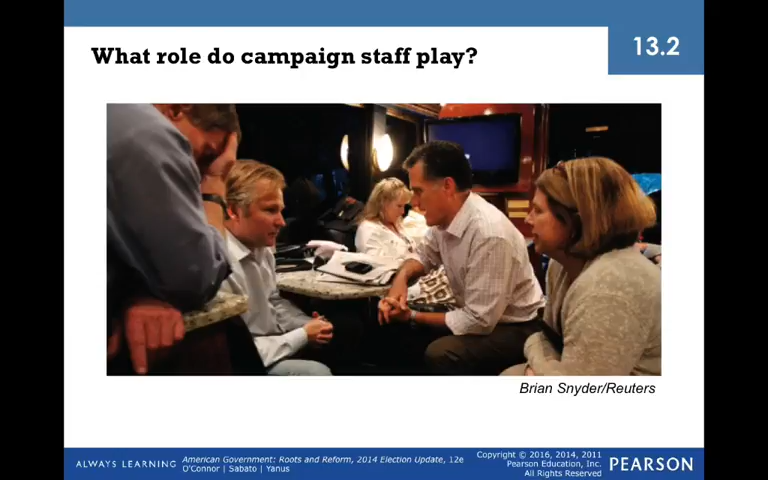 What role do campaign staff play?
13.2
Brian Snyder/Reuters
ALWAYS LEARNING
American Government: Roots and Reform, 2014 Election Update, 12e
O'Connor | Sabato | Yanus
Copyright © 2016, 2014, 2011
Pearson Education, Inc.
All Rights Reserved
PEARSON